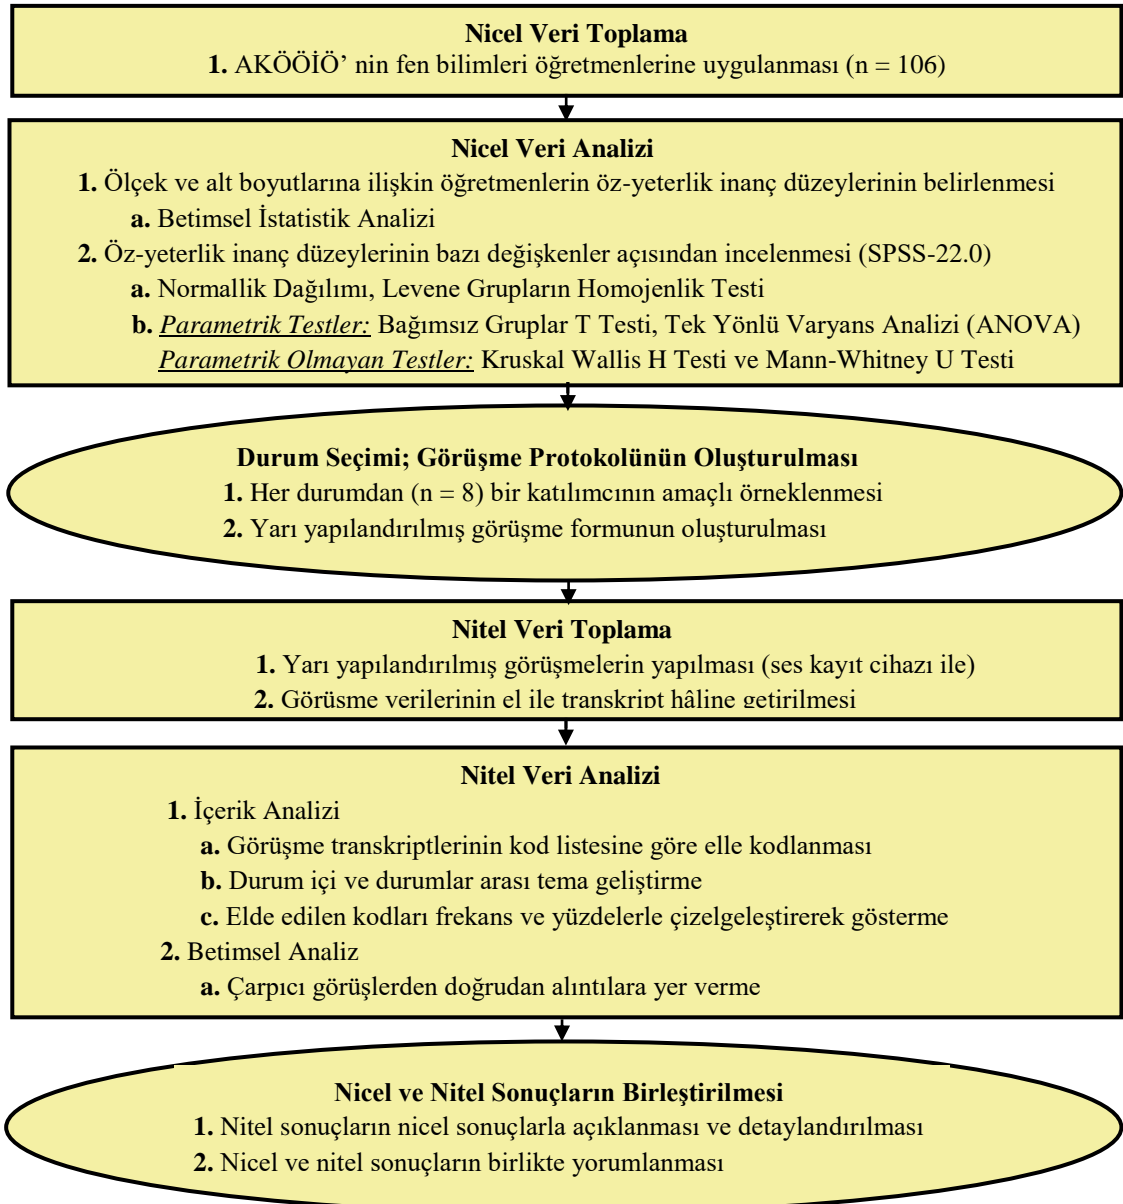 Nicel Veri Toplama
1. AKÖÖİÖ’ nin fen bilimleri öğretmenlerine uygulanması (n = 106)
Nicel Veri Analizi
1. Ölçek ve alt boyutlarına ilişkin öğretmenlerin öz-yeterlik inanç düzeylerinin belirlenmesi
a. Betimsel İstatistik Analizi
2. Öz-yeterlik inanç düzeylerinin bazı değişkenler açısından incelenmesi (SPSS-22.0)
a. Normallik Dağılımı, Levene Grupların Homojenlik Testi
b. Parametrik Testler: Bağımsız Gruplar T Testi, Tek Yönlü Varyans Analizi (ANOVA)
Parametrik Olmayan Testler: Kruskal Wallis H Testi ve Mann-Whitney U Testi
Durum Seçimi; Görüşme Protokolünün Oluşturulması
1. Her durumdan (n = 8) bir katılımcının amaçlı örneklenmesi
2. Yarı yapılandırılmış görüşme formunun oluşturulması
Nitel Veri Toplama
1. Yarı yapılandırılmış görüşmelerin yapılması (ses kayıt cihazı ile)
2. Görüşme verilerinin el ile transkript hâline getirilmesi
Nitel Veri Analizi
1. İçerik Analizi
a. Görüşme transkriptlerinin kod listesine göre elle kodlanması
b. Durum içi ve durumlar arası tema geliştirme
c. Elde edilen kodları frekans ve yüzdelerle çizelgeleştirerek gösterme
2. Betimsel Analiz
a. Çarpıcı görüşlerden doğrudan alıntılara yer verme
Nicel ve Nitel Sonuçların Birleştirilmesi
1. Nitel sonuçların nicel sonuçlarla açıklanması ve detaylandırılması
2. Nicel ve nitel sonuçların birlikte yorumlanması